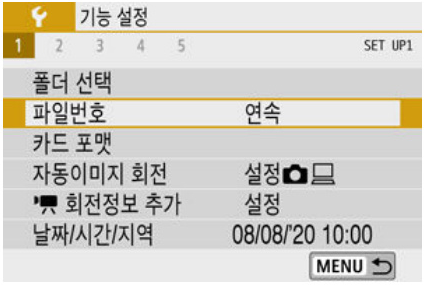 기능 설정
1 2 3 4 5 SET UP1
폴더 선택
파일번호 연속
카드 포맷
자동이미지 회전 설정
회전정보 추가 설정
날짜/시간/지역 08/08/'20 10:00
MENU